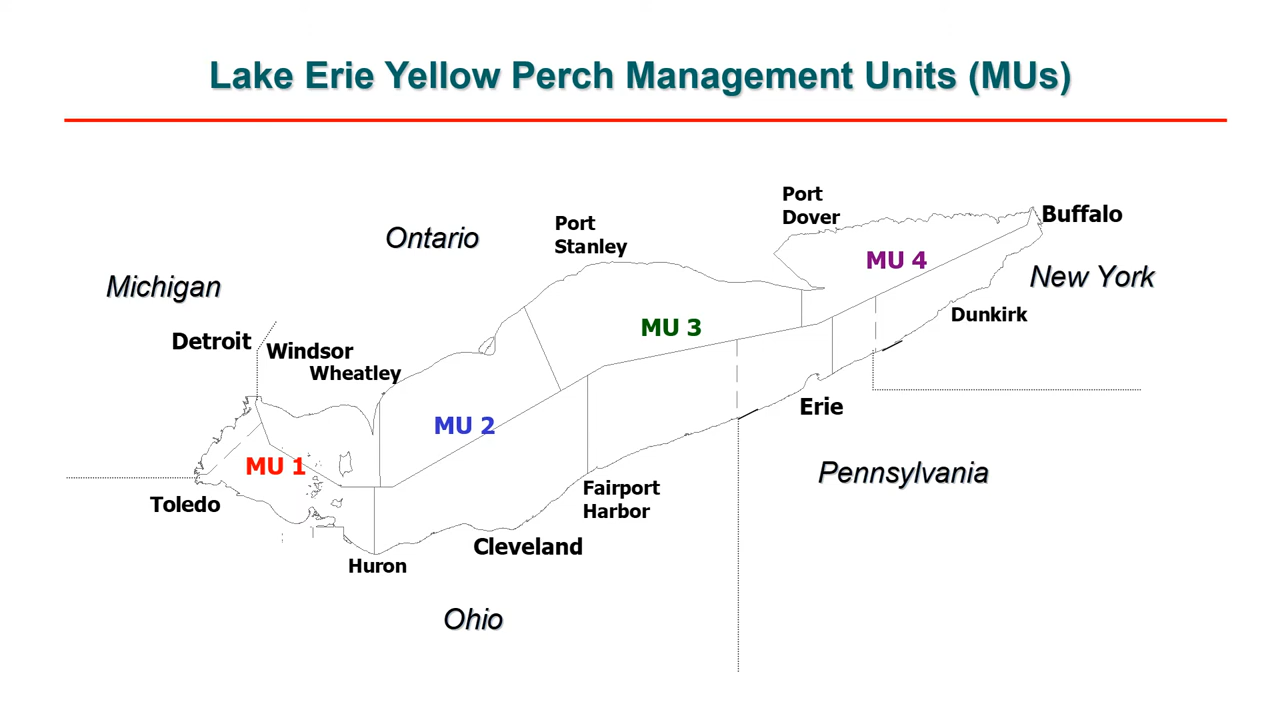 Lake Erie Yellow Perch Management Units (MUs)
Port
Dover
Buffalo
Port
Stanley
Ontario
MU 4
New York
Michigan
Dunkirk
MU 3
Detroit
Windsor
Wheatley
Erie
MU 2
MU 1
Pennsylvania
Toledo
Fairport
Harbor
Cleveland
Huron
Ohio